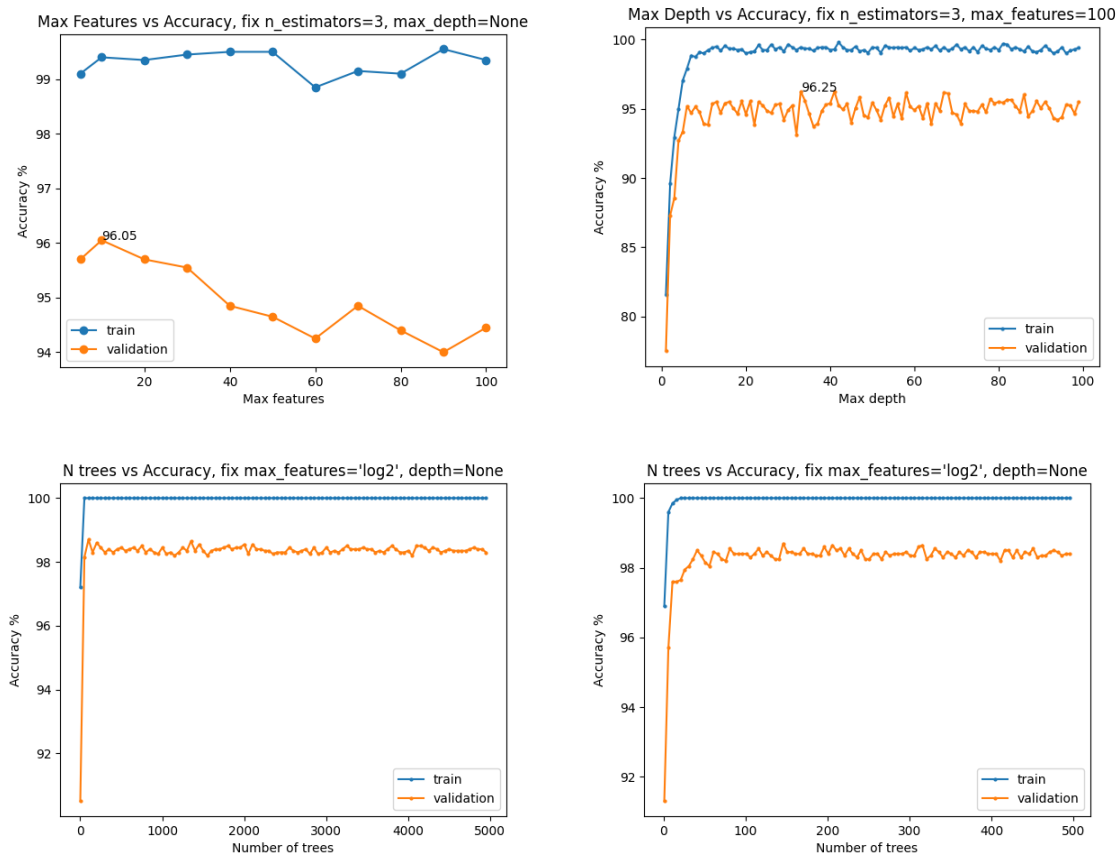 Max Features vs Accuracy, fix n_estimators=3, max_depth=None
99
98
97
96
95
94
Accuracy %
96.05
train
validation
20
40
60
80
100
Max features
Max Depth vs Accuracy, fix n_estimators=3, max_features=100
100
95
90
85
80
Accuracy %
96.25
train
validation
0
20
40
60
80
100
Max depth
N trees vs Accuracy, fix max_features='log2', depth=None
100
98
96
94
92
Accuracy %
train
validation
0
1000
2000
3000
4000
5000
Number of trees
N trees vs Accuracy, fix max_features='log2', depth=None
100
98
96
94
92
Accuracy %
train
validation
0
100
200
300
400
500
Number of trees